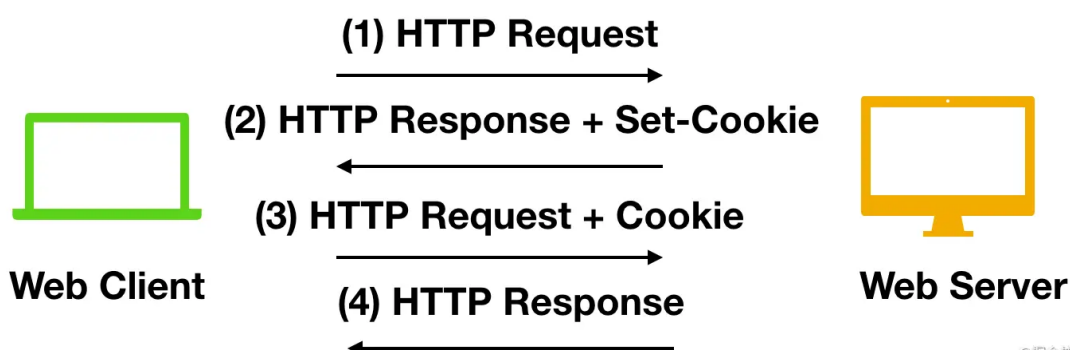 (1) HTTP Request
(2) HTTP Response + Set-Cookie
(3) HTTP Request + Cookie
Web Client
Web Server
(4) HTTP Response